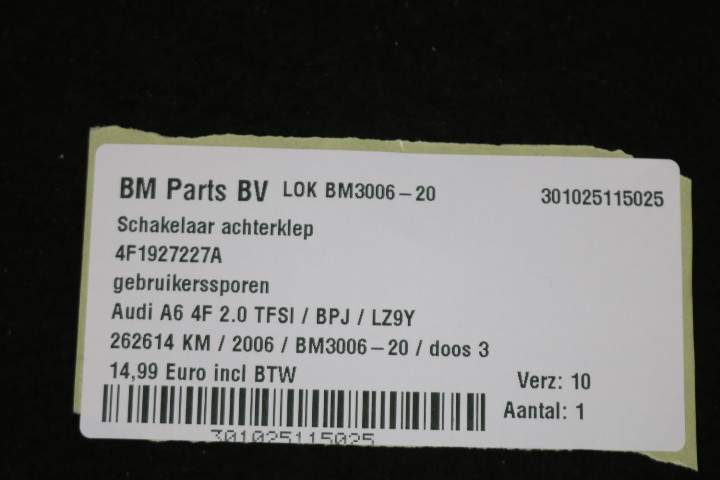 BM Parts BV LOK BM3006-20 301025115025
Schakelaar achterklep
4F1927227A
gebruikerssporen
Audi A6 4F 2.0 TFSI / BPJ / LZ9Y
262614 KM / 2006 / BM3006-20 / doos 3
14,99 Euro incl BTW Verz: 10
Aantal: 1
301025115025